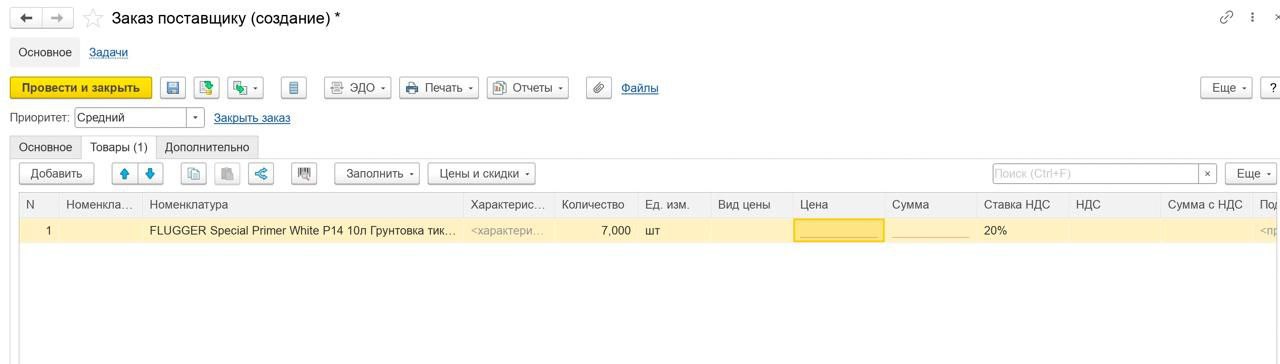 Заказ поставщику (создание) *
Основное Задачи
Провести и закрыть ЭДО Печать Отчеты Файлы Еще ?
Приоритет: Средний Закрыть заказ
Основное Товары (1) Дополнительно
Добавить Заполнить Цены и скидки Поиск (Ctrl+F) × Еще
N Номенкла... Номенклатура Характерис... Количество Ед. изм. Вид цены Цена Сумма Ставка НДС НДС Сумма с НДС Под
1 FLUGGER Special Primer White P14 10л Грунтовка тик... <характери... 7,000 шт 20% <пр